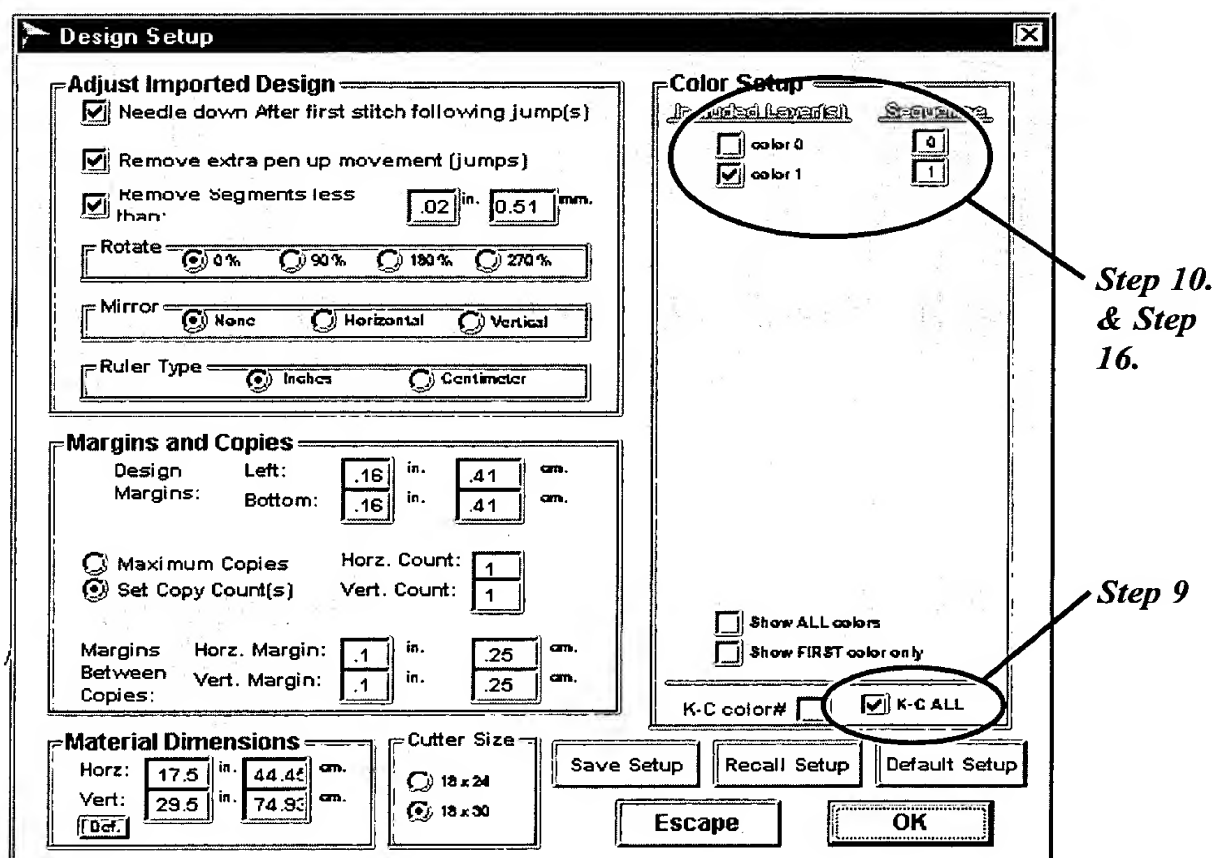 Design Setup
Adjust Imported Design
Needle down After first stitch following jump(s)
Remove extra pen up movement (jumps)
Remove Segments less
than:
.02 in. 0.51 mm.
Rotate
0% 90% 180% 270%
Mirror
None Horizontal Vertical
Ruler Type
Inches Centimeter
Margins and Copies
Design Left: .16 in. .41 cm.
Margins: Bottom: .16 in. .41 cm.
Maximum Copies Horz. Count: 1
Set Copy Count(s) Vert. Count: 1
Margins Horz. Margin: .1 in. .25 cm.
Between
Copies: Vert. Margin: .1 in. .25 cm.
Material Dimensions
Horz: 17.5 in. 44.45 cm.
Vert: 29.5 in. 74.93 cm.
Def.
Cutter Size
18 x 24
18 x 30
Color Setup
Included Layer(s) Sequence
color 0 0
color 1 1
Show ALL colors
Show FIRST color only
K-C color# K-C ALL
Save Setup Recall Setup Default Setup
Escape OK
Step 10.
& Step
16.
Step 9